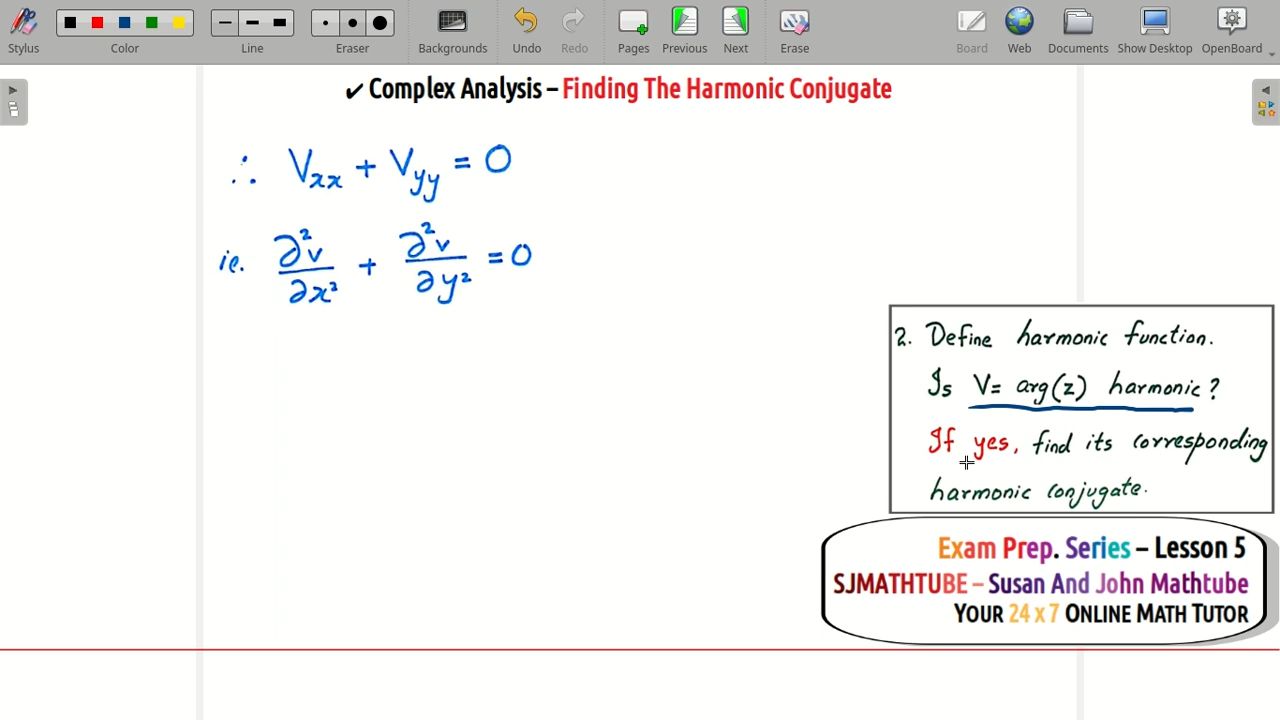 Stylus
Color
Line
Eraser
Backgrounds
Undo
Redo
Pages
Previous
Next
Erase
Board
Web
Documents
Show Desktop
OpenBoard
✔ Complex Analysis – Finding The Harmonic Conjugate
∴ Vxx + Vyy = 0
ie. ∂²v/∂x² + ∂²v/∂y² = 0
2. Define harmonic function.
Is V= arg(z) harmonic?
If yes, find its corresponding
harmonic conjugate.
Exam Prep. Series – Lesson 5
SJMATHTUBE – Susan And John Mathtube
YOUR 24 x 7 ONLINE MATH TUTOR